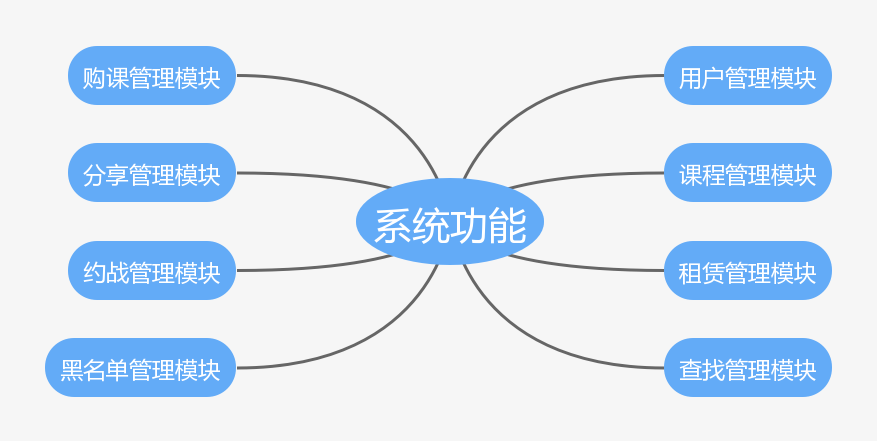 购课管理模块
用户管理模块
分享管理模块
课程管理模块
系统功能
约战管理模块
租赁管理模块
黑名单管理模块
查找管理模块